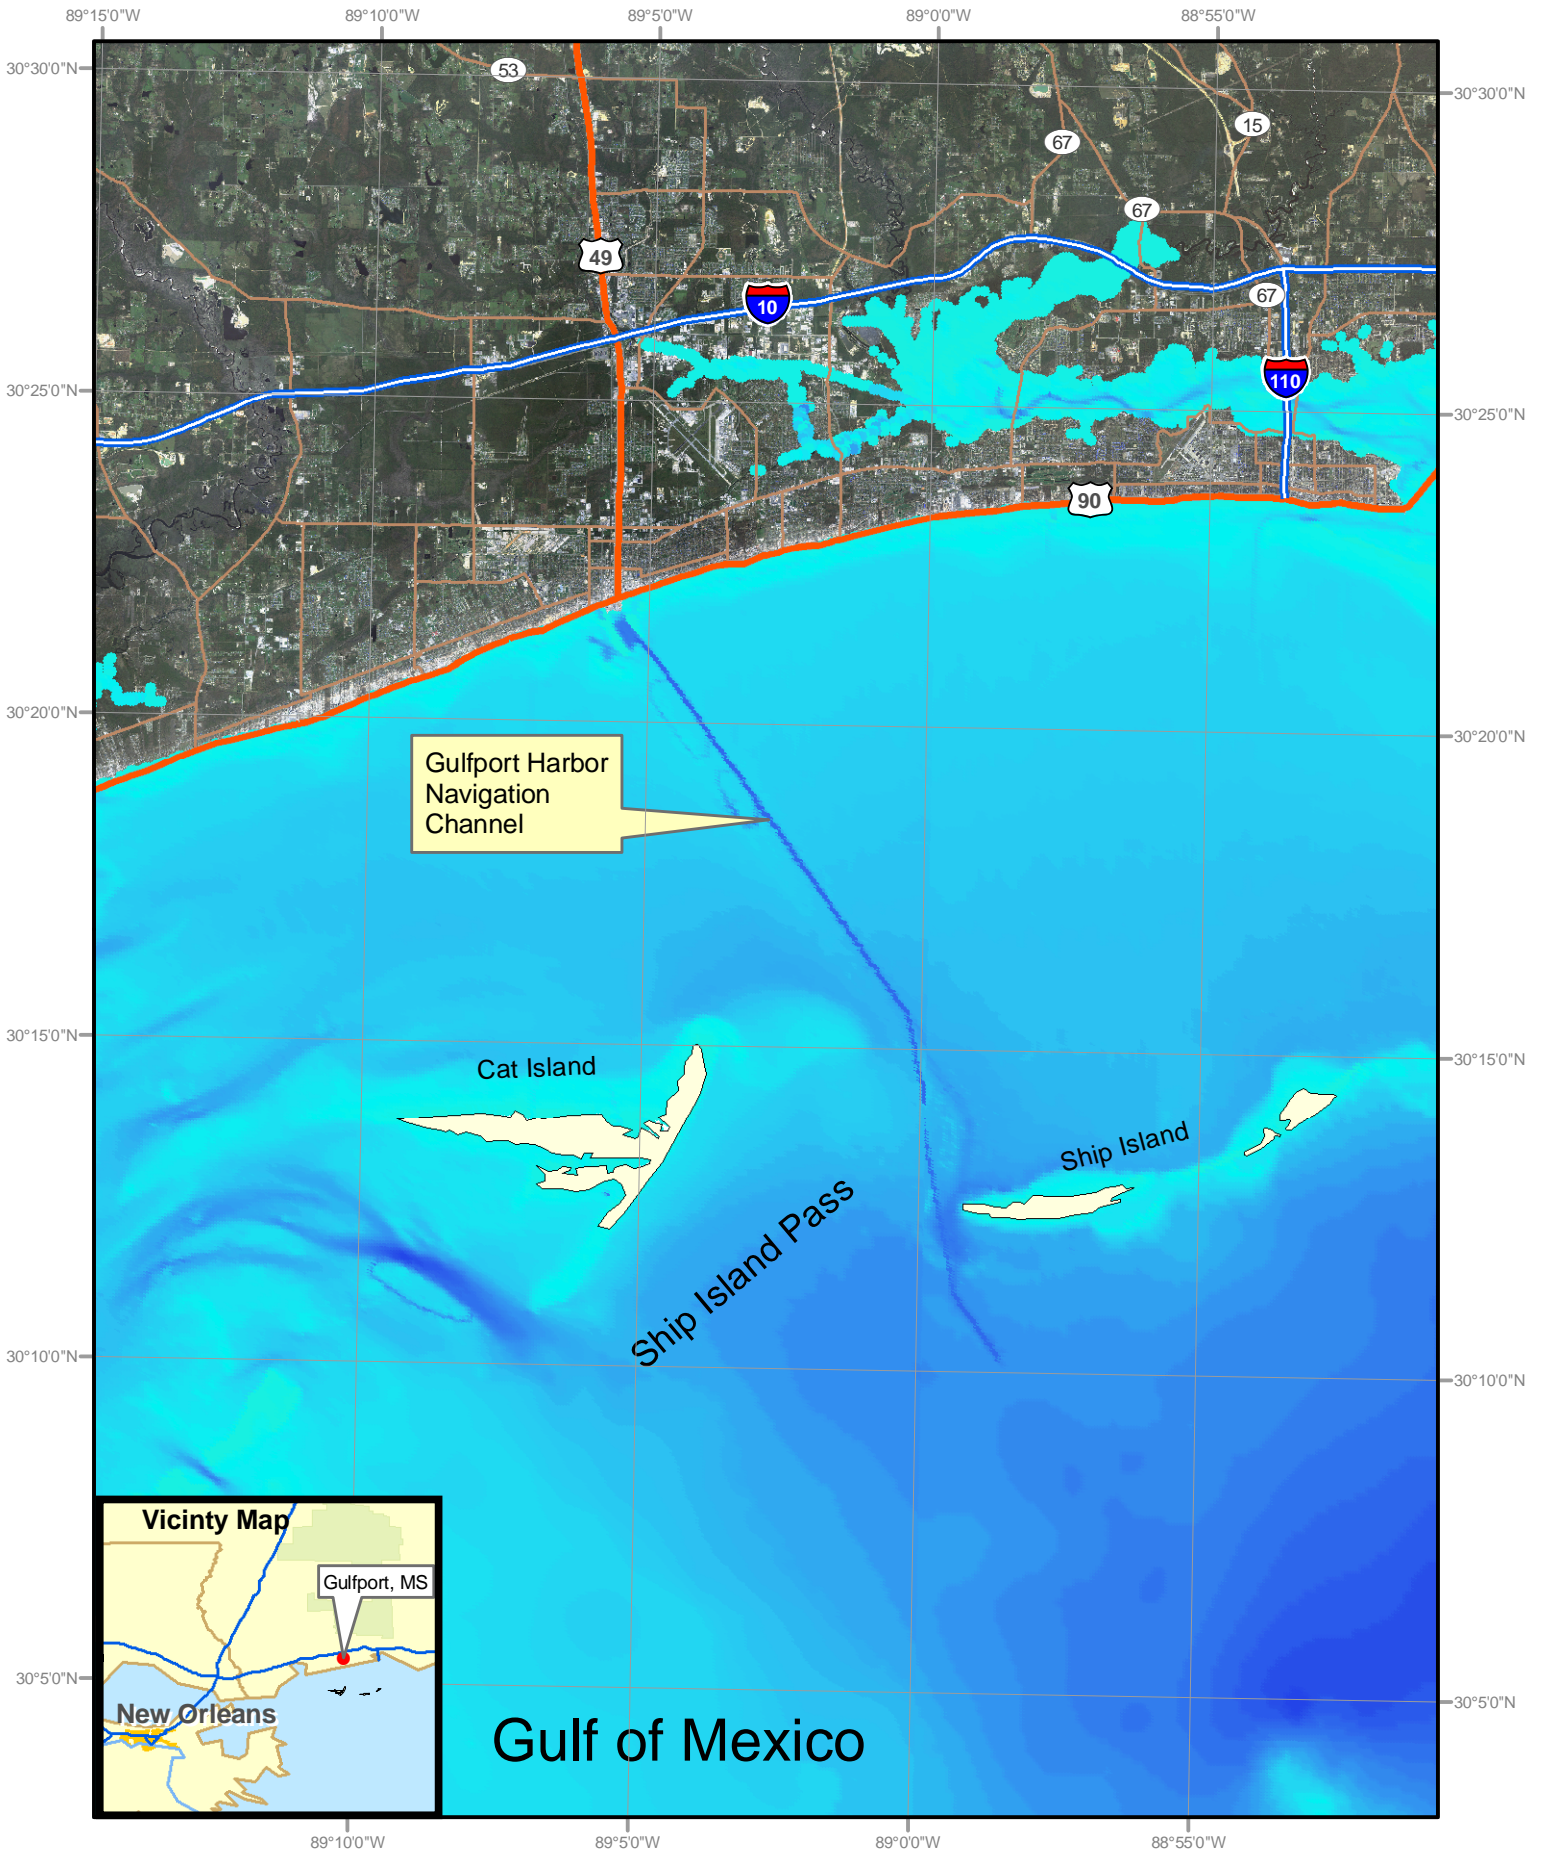 89°15'0"W 89°10'0"W 89°5'0"W 89°0'0"W 88°55'0"W
30°30'0"N
53
30°30'0"N
15
67
67
49
67
10
110
30°25'0"N
30°25'0"N
90
30°20'0"N
30°20'0"N
Gulfport Harbor
Navigation
Channel
30°15'0"N
30°15'0"N
Cat Island
Ship Island
Ship Island Pass
30°10'0"N
30°10'0"N
Vicinty Map
Gulfport, MS
New Orleans
30°5'0"N
30°5'0"N
Gulf of Mexico
89°10'0"W 89°5'0"W 89°0'0"W 88°55'0"W